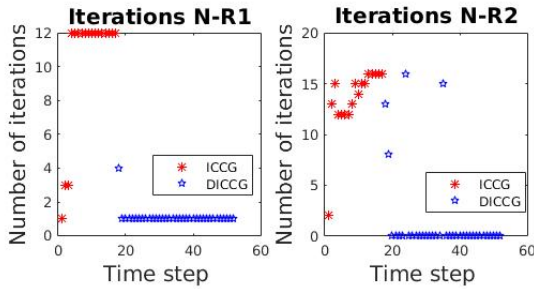 Iterations N-R1
Number of iterations
12
10
8
6
4
2
0
0
20
40
60
Time step
ICCG
DICCG
Iterations N-R2
Number of iterations
20
15
10
5
0
0
20
40
60
Time step
ICCG
DICCG